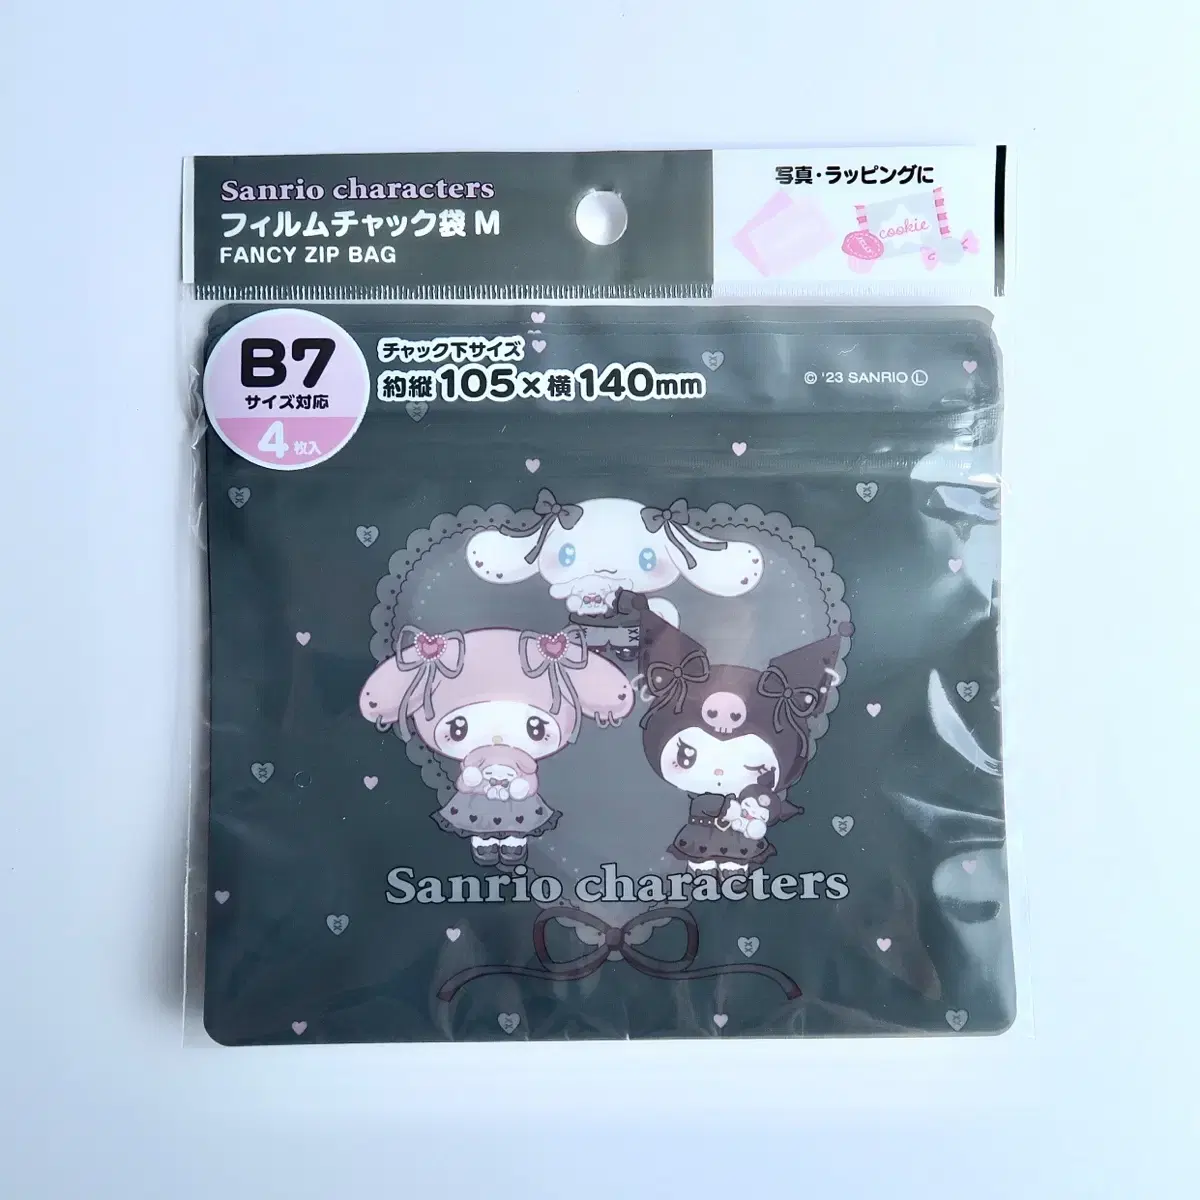 Sanrio characters
フィルムチャック袋 M
FANCY ZIP BAG
写真・ラッピングに
JELLY
cookie
B7
サイズ対応
4枚入
チャック下サイズ
約縦105×横140mm
© '23 SANRIO Ⓛ
Sanrio characters